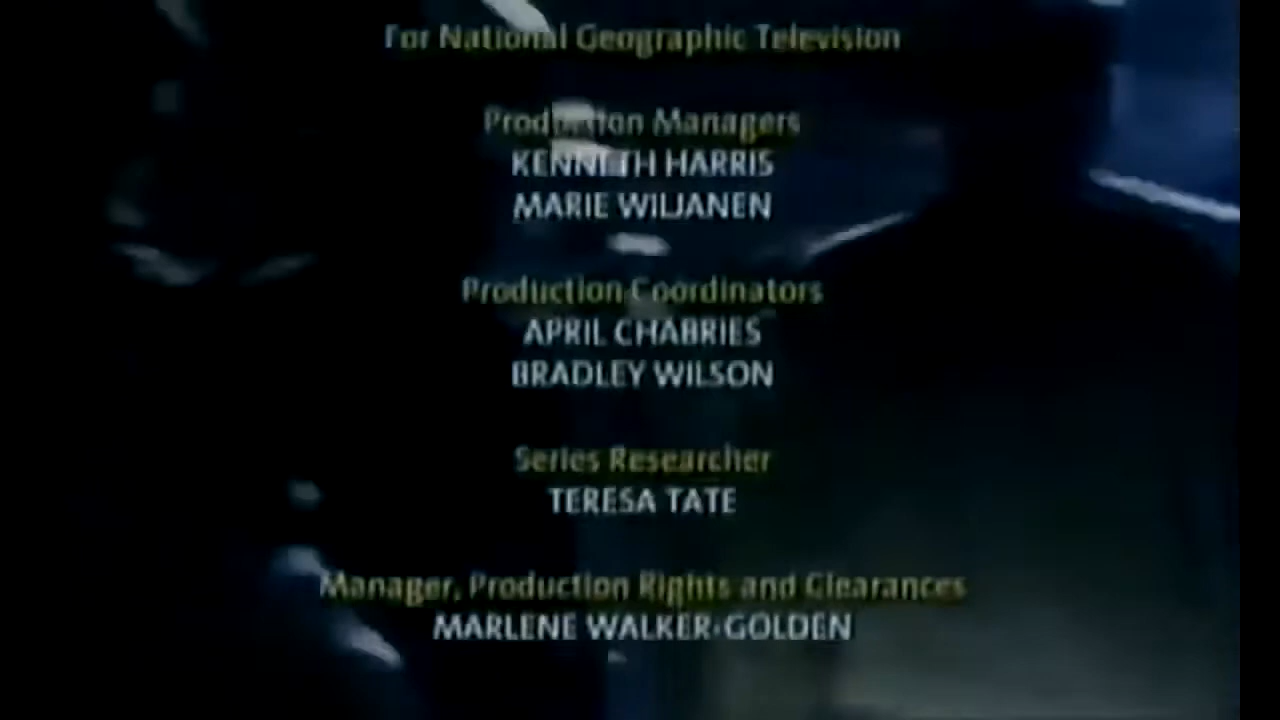 For National Geographic Television
Production Managers
KENNETH HARRIS
MARIE WILJANEN
Production Coordinators
APRIL CHABRIES
BRADLEY WILSON
Series Researcher
TERESA TATE
Manager, Production Rights and Clearances
MARLENE WALKER-GOLDEN